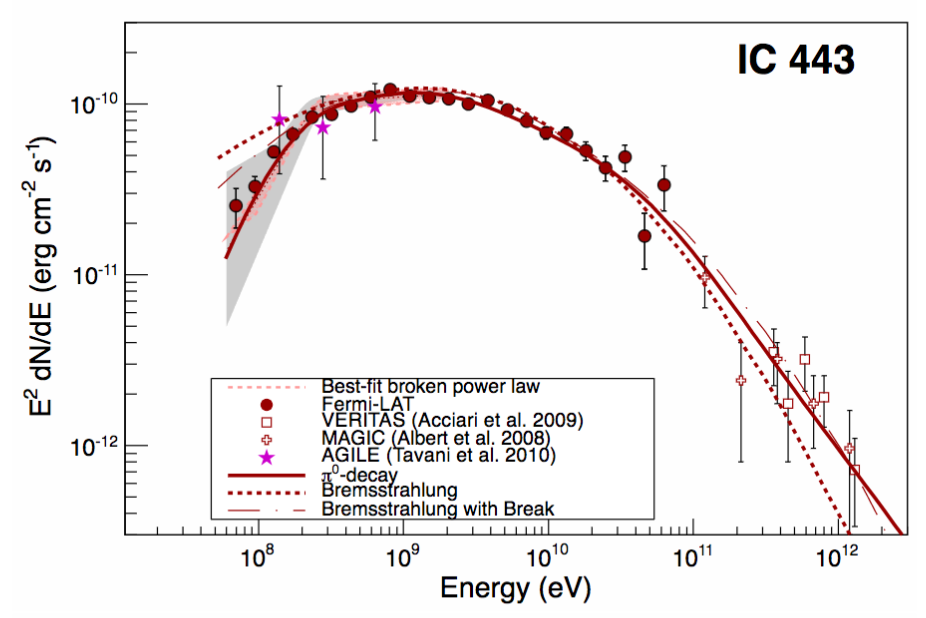 IC 443
E² dN/dE (erg cm⁻² s⁻¹)
10⁻¹⁰
10⁻¹¹
10⁻¹²
Best-fit broken power law
Fermi-LAT
VERITAS (Acciari et al. 2009)
MAGIC (Albert et al. 2008)
AGILE (Tavani et al. 2010)
π⁰-decay
Bremsstrahlung
Bremsstrahlung with Break
10⁸ 10⁹ 10¹⁰ 10¹¹ 10¹²
Energy (eV)